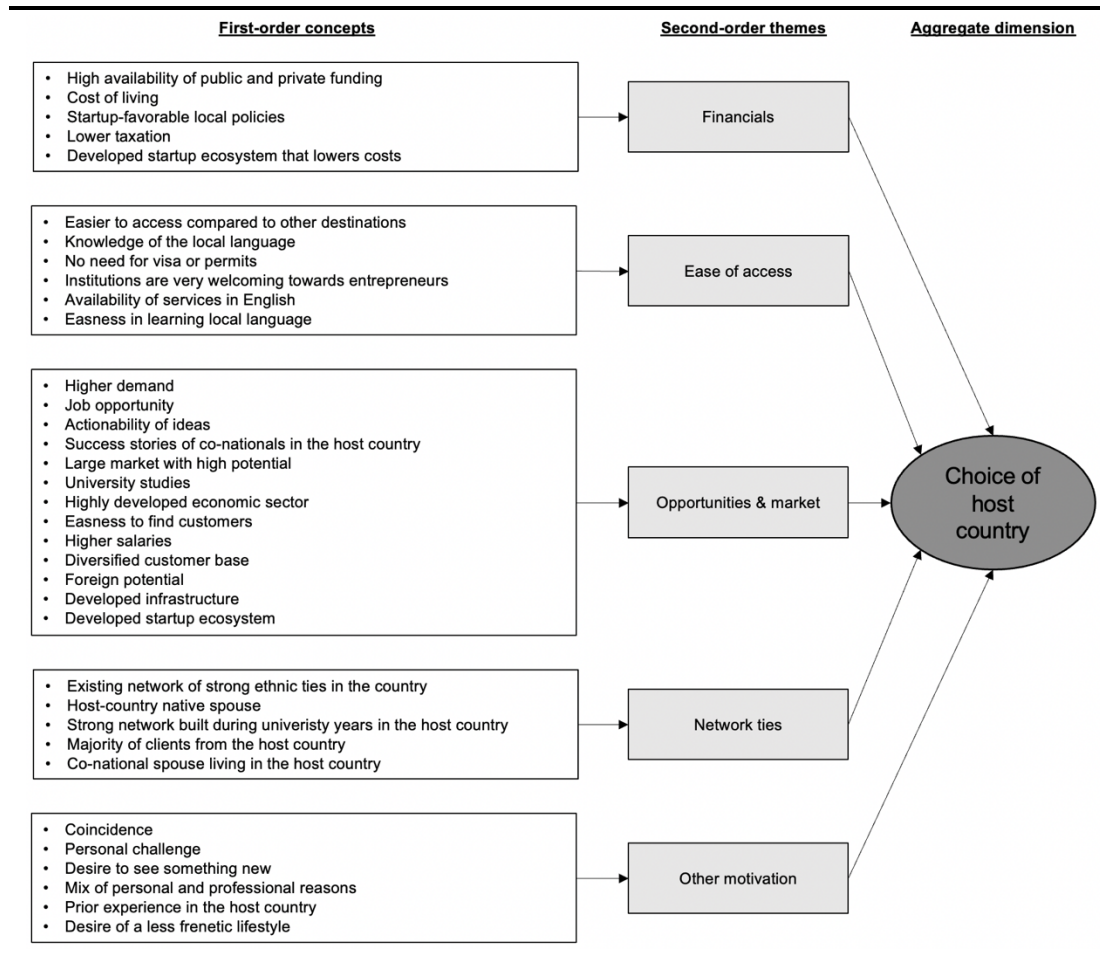 First-order concepts
Second-order themes
Aggregate dimension
• High availability of public and private funding
• Cost of living
• Startup-favorable local policies
• Lower taxation
• Developed startup ecosystem that lowers costs
Financials
• Easier to access compared to other destinations
• Knowledge of the local language
• No need for visa or permits
• Institutions are very welcoming towards entrepreneurs
• Availability of services in English
• Easness in learning local language
Ease of access
• Higher demand
• Job opportunity
• Actionability of ideas
• Success stories of co-nationals in the host country
• Large market with high potential
• University studies
• Highly developed economic sector
• Easness to find customers
• Higher salaries
• Diversified customer base
• Foreign potential
• Developed infrastructure
• Developed startup ecosystem
Opportunities & market
Choice of
host
country
• Existing network of strong ethnic ties in the country
• Host-country native spouse
• Strong network built during univeristy years in the host country
• Majority of clients from the host country
• Co-national spouse living in the host country
Network ties
• Coincidence
• Personal challenge
• Desire to see something new
• Mix of personal and professional reasons
• Prior experience in the host country
• Desire of a less frenetic lifestyle
Other motivation